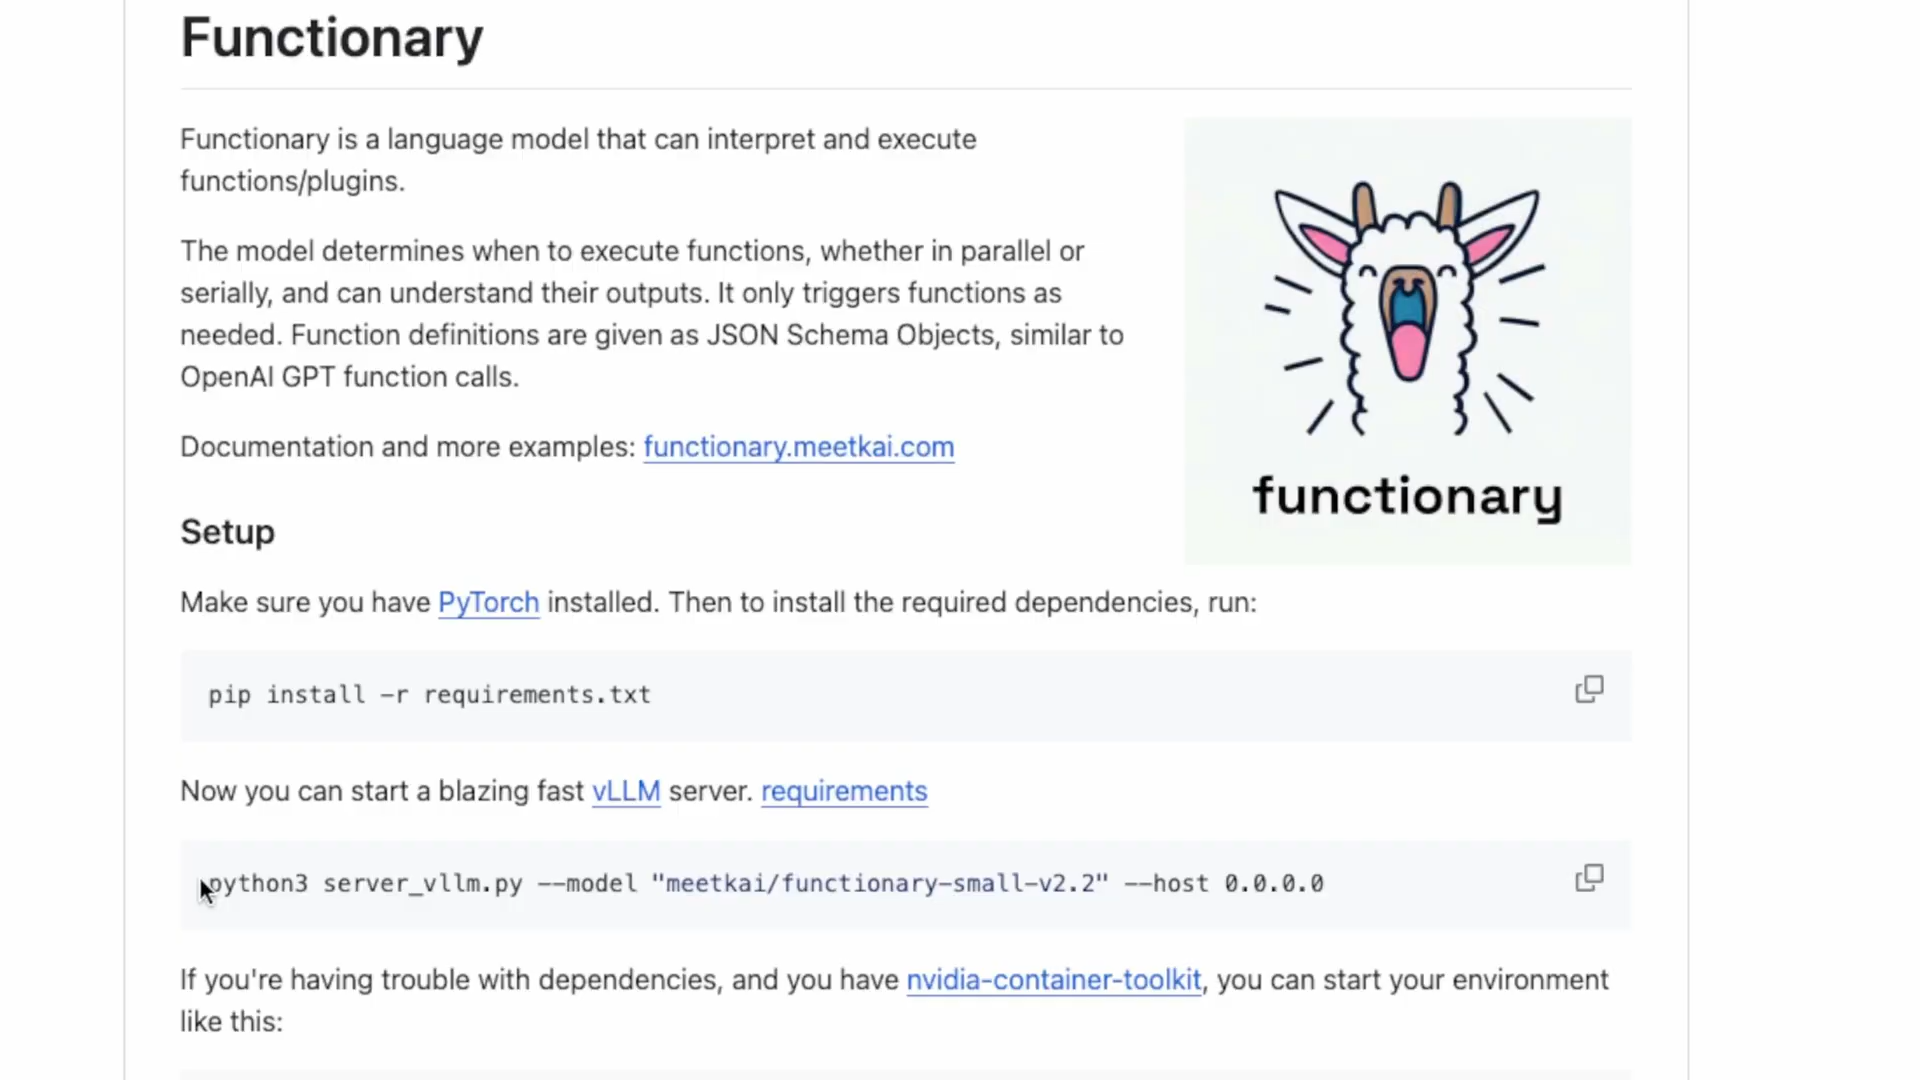 Functionary
Functionary is a language model that can interpret and execute
functions/plugins.
The model determines when to execute functions, whether in parallel or
serially, and can understand their outputs. It only triggers functions as
needed. Function definitions are given as JSON Schema Objects, similar to
OpenAI GPT function calls.
Documentation and more examples: functionary.meetkai.com
functionary
Setup
Make sure you have PyTorch installed. Then to install the required dependencies, run:
pip install -r requirements.txt
Now you can start a blazing fast vLLM server. requirements
python3 server_vllm.py --model "meetkai/functionary-small-v2.2" --host 0.0.0.0
If you're having trouble with dependencies, and you have nvidia-container-toolkit, you can start your environment
like this: